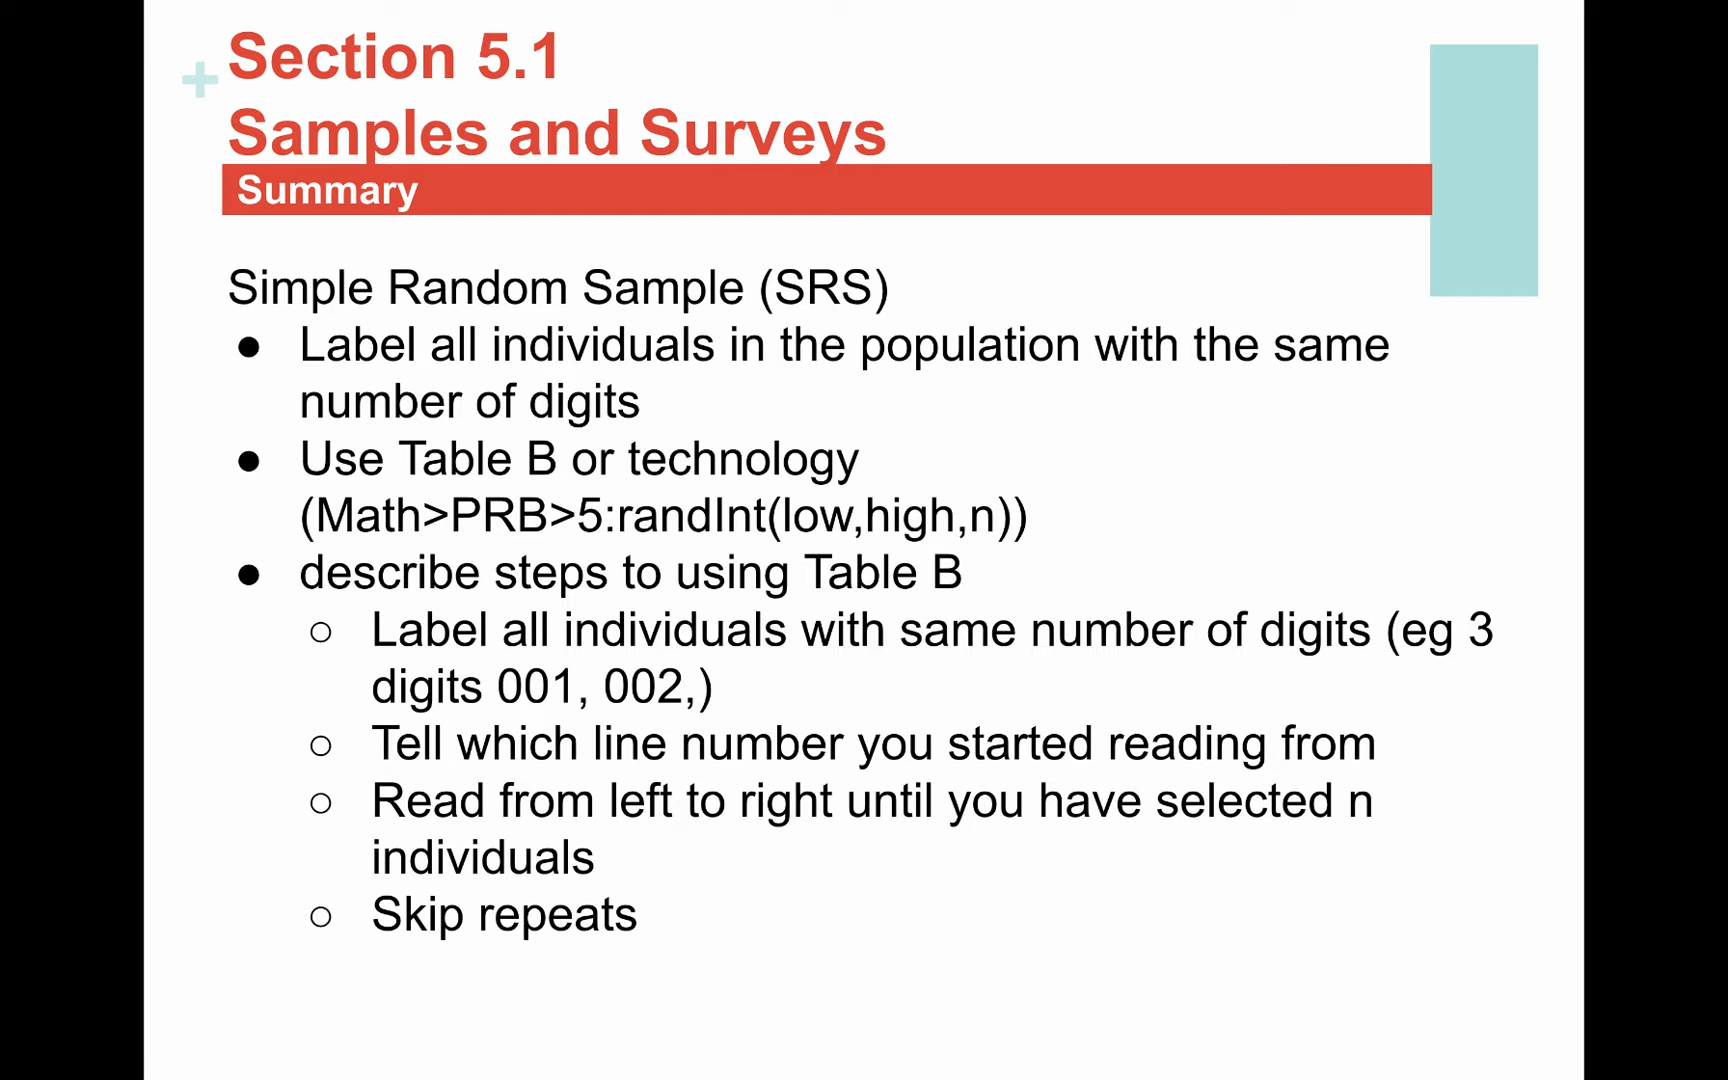 + Section 5.1
Samples and Surveys
Summary
Simple Random Sample (SRS)
● Label all individuals in the population with the same
number of digits
● Use Table B or technology
(Math>PRB>5:randInt(low,high,n))
● describe steps to using Table B
○ Label all individuals with same number of digits (eg 3
digits 001, 002,)
○ Tell which line number you started reading from
○ Read from left to right until you have selected n
individuals
○ Skip repeats